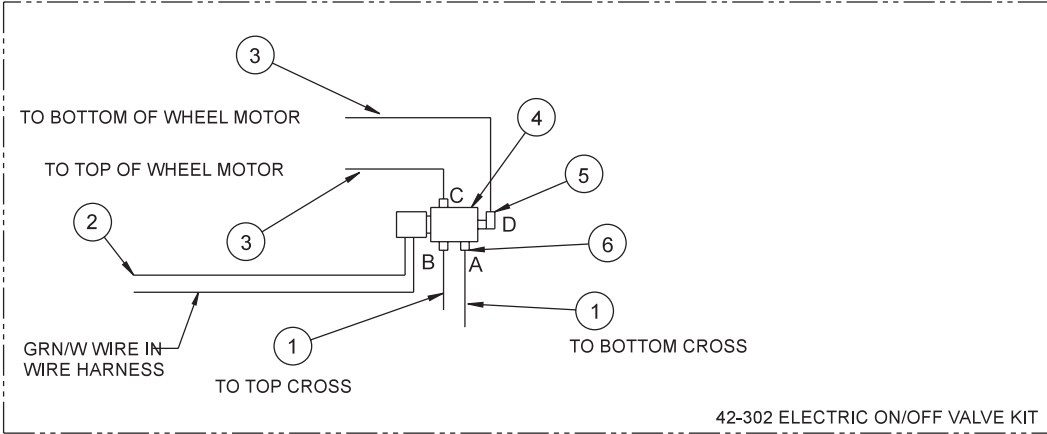 3
TO BOTTOM OF WHEEL MOTOR
4
TO TOP OF WHEEL MOTOR
5
C
2
D
3
6
B
A
1
1
GRN/W WIRE IN
WIRE HARNESS
TO BOTTOM CROSS
TO TOP CROSS
42-302 ELECTRIC ON/OFF VALVE KIT